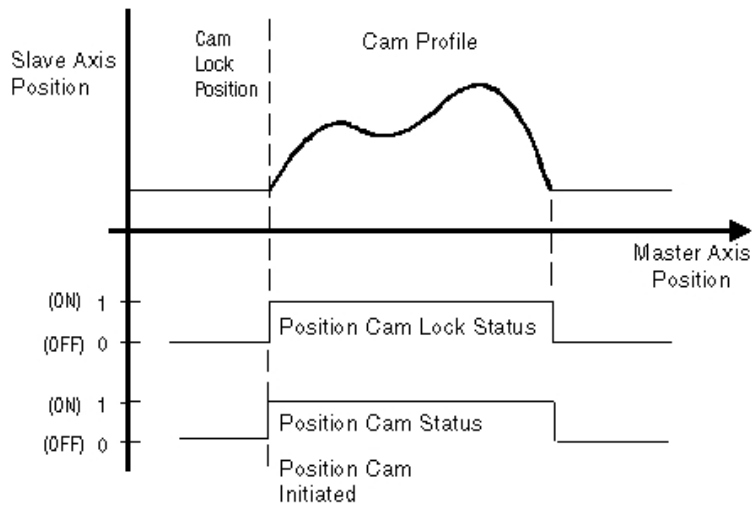 Slave Axis
Position
Cam
Lock
Position
Cam Profile
Master Axis
Position
(ON) 1
Position Cam Lock Status
(OFF) 0
(ON) 1
Position Cam Status
(OFF) 0
Position Cam
Initiated